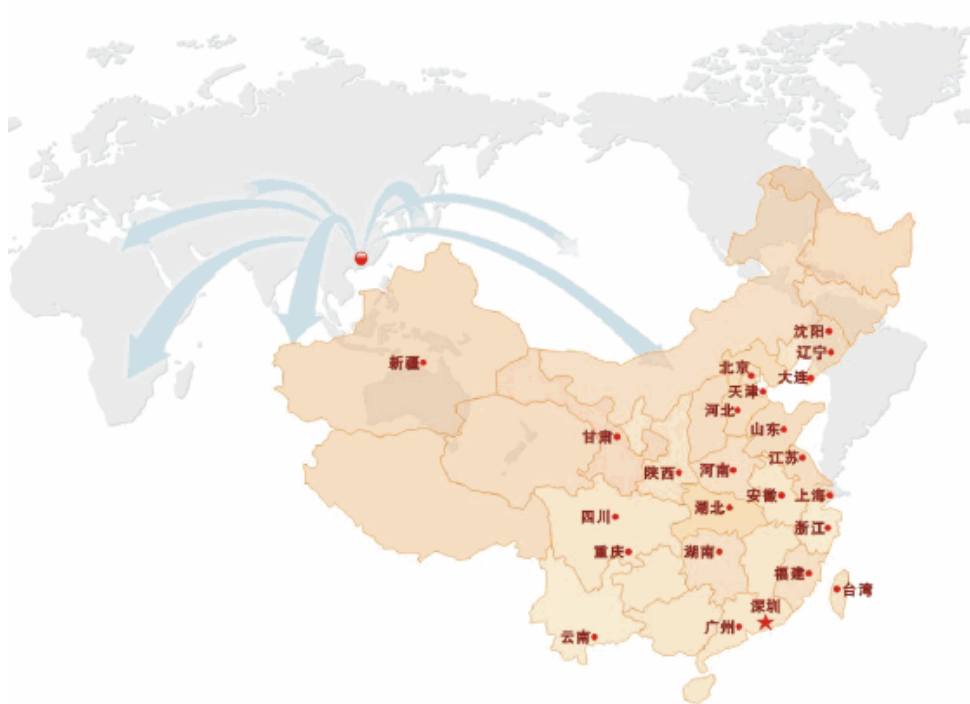 沈阳
辽宁
北京
大连
新疆
天津
河北
山东
甘肃
江苏
陕西
河南
安徽
上海
湖北
四川
浙江
重庆
湖南
福建
台湾
深圳
广州
云南